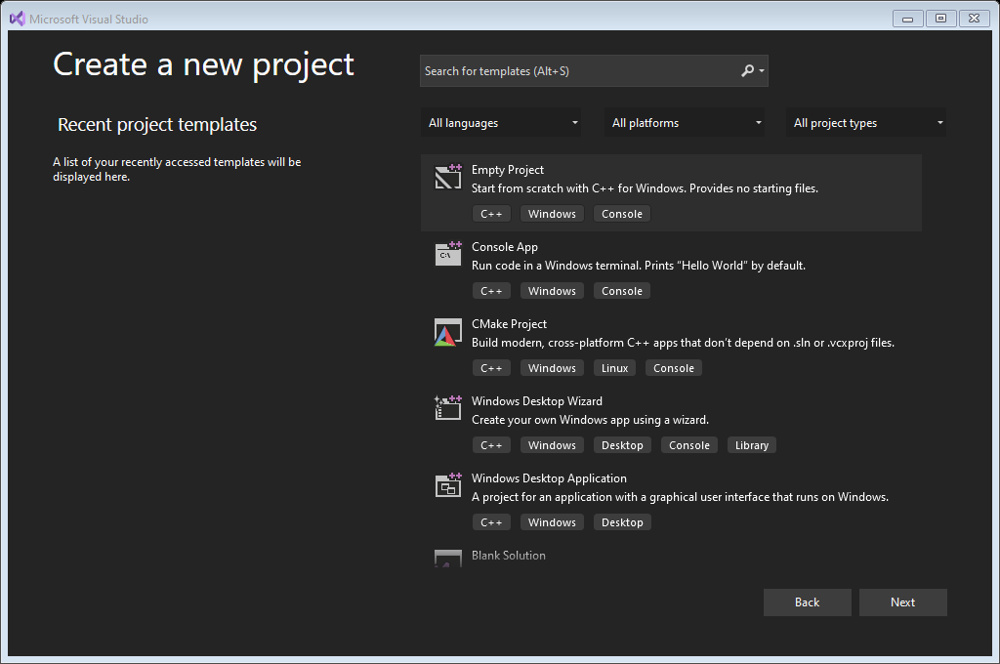 Microsoft Visual Studio
Create a new project
Search for templates (Alt+S)
Recent project templates
All languages
All platforms
All project types
A list of your recently accessed templates will be
displayed here.
Empty Project
Start from scratch with C++ for Windows. Provides no starting files.
C++ Windows Console
Console App
Run code in a Windows terminal. Prints "Hello World" by default.
C++ Windows Console
CMake Project
Build modern, cross-platform C++ apps that don't depend on .sln or .vcxproj files.
C++ Windows Linux Console
Windows Desktop Wizard
Create your own Windows app using a wizard.
C++ Windows Desktop Console Library
Windows Desktop Application
A project for an application with a graphical user interface that runs on Windows.
C++ Windows Desktop
Blank Solution
Back
Next